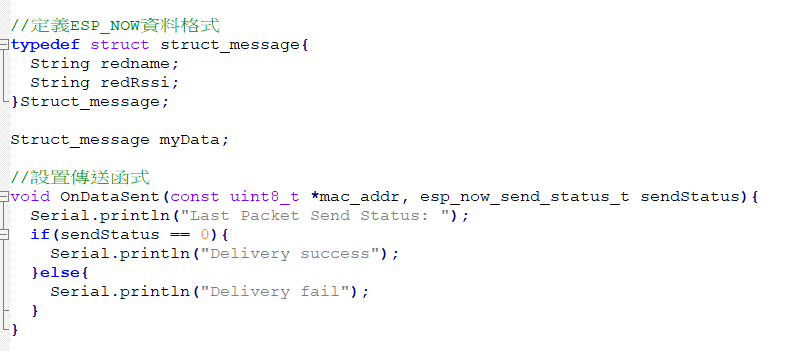 //定義ESP_NOW資料格式
typedef struct struct_message{
  String redname;
  String redRssi;
}Struct_message;

Struct_message myData;

//設置傳送函式
void OnDataSent(const uint8_t *mac_addr, esp_now_send_status_t sendStatus){
  Serial.println("Last Packet Send Status: ");
  if(sendStatus == 0){
    Serial.println("Delivery success");
  }else{
    Serial.println("Delivery fail");
  }
}